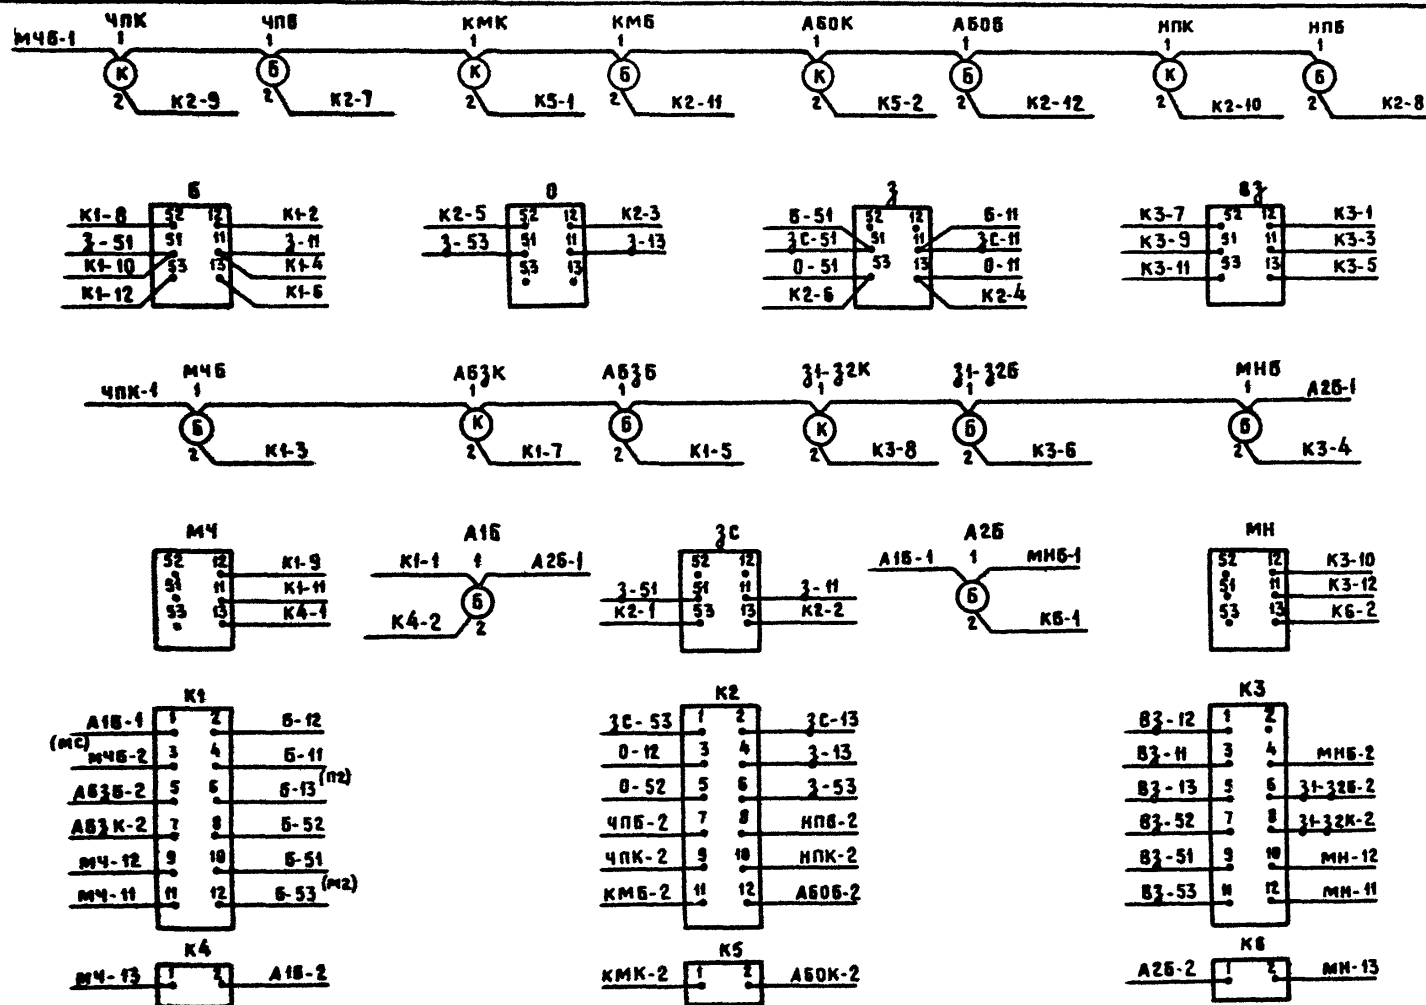 ЧПК ЧПБ КМК КМБ АБОК АБОБ НПК НПБ
МЧБ-1 1 1 1 1 1 1 1 1
К Б К Б К Б К Б
2 К2-9 2 К2-7 2 К5-1 2 К2-11 2 К5-2 2 К2-12 2 К2-10 2 К2-8
Б О З ВЗ
К1-8 52 12 К1-2 К2-5 52 12 К2-3 Б-51 52 12 Б-11 К3-7 52 12 К3-1
З-51 51 11 З-11 З-53 51 11 З-13 ЗС-51 51 11 ЗС-11 К3-9 51 11 К3-3
К1-10 53 13 К1-4 53 13 О-51 53 13 О-11 К3-11 53 13 К3-5
К1-12 К1-6 К2-6 К2-4
МЧБ АБЗК АБЗБ З1-З2К З1-З2Б МНБ
ЧПК-1 1 1 1 1 1 1 А2Б-1
Б К Б К Б Б
2 К1-3 2 К1-7 2 К1-5 2 К3-8 2 К3-6 2 К3-4
МЧ А1Б ЗС А2Б МН
52 12 К1-9 К1-1 1 А2Б-1 52 12 А1Б-1 1 МНБ-1 52 12 К3-10
51 11 К1-11 Б З-51 51 11 З-11 Б 51 11 К3-12
53 13 К4-1 К4-2 2 К2-1 53 13 К2-2 2 К6-1 53 13 К6-2
К1 К2 К3
А1Б-1 1 2 Б-12 ЗС-53 1 2 ЗС-13 ВЗ-12 1 2
(МС) МЧБ-2 3 4 Б-11 О-12 3 4 З-13 ВЗ-11 3 4 МНБ-2
АБЗБ-2 5 6 Б-13 (П2) О-52 5 6 З-53 ВЗ-13 5 6 З1-З2Б-2
АБЗК-2 7 8 Б-52 ЧПБ-2 7 8 НПБ-2 ВЗ-52 7 8 З1-З2К-2
МЧ-12 9 10 Б-51 ЧПК-2 9 10 НПК-2 ВЗ-51 9 10 МН-12
МЧ-11 11 12 Б-53 (М2) КМБ-2 11 12 АБОБ-2 ВЗ-53 11 12 МН-11
К4 К5 К6
МЧ-13 1 2 А1Б-2 КМК-2 1 2 АБОК-2 А2Б-2 1 2 МН-13